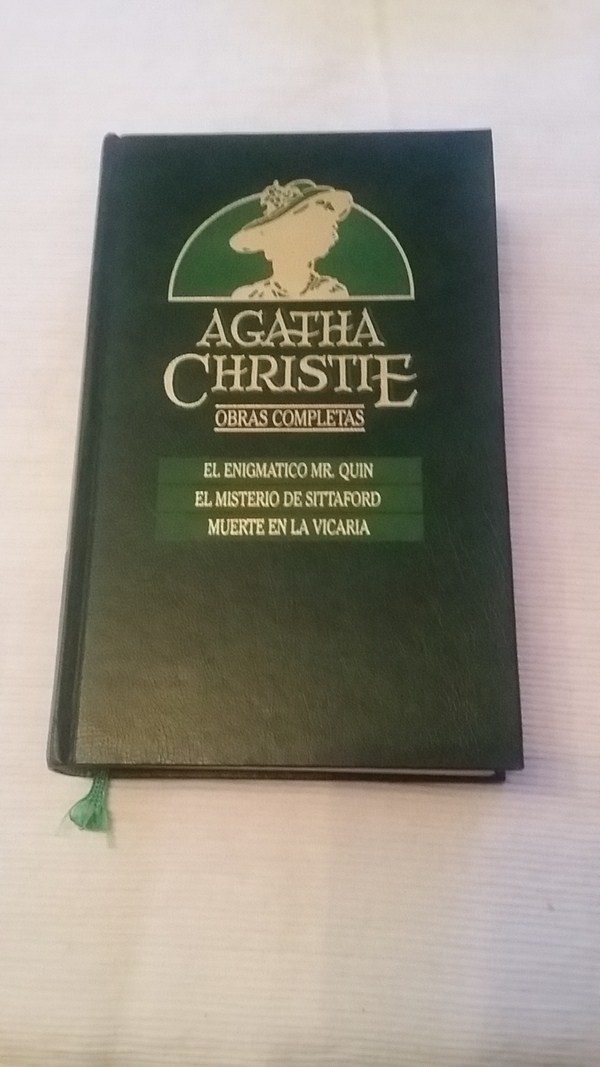 AGATHA
CHRISTIE
OBRAS COMPLETAS
EL ENIGMATICO MR. QUIN
EL MISTERIO DE SITTAFORD
MUERTE EN LA VICARIA